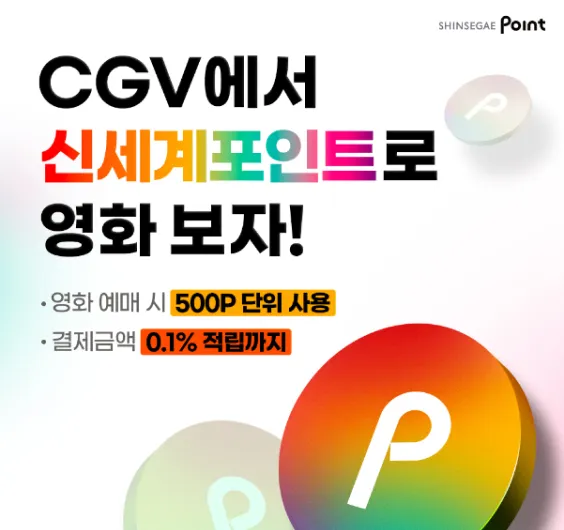 SHINSEGAE Point
CGV에서
신세계포인트로
영화 보자!
• 영화 예매 시 500P 단위 사용
• 결제금액 0.1% 적립까지
P
P
P